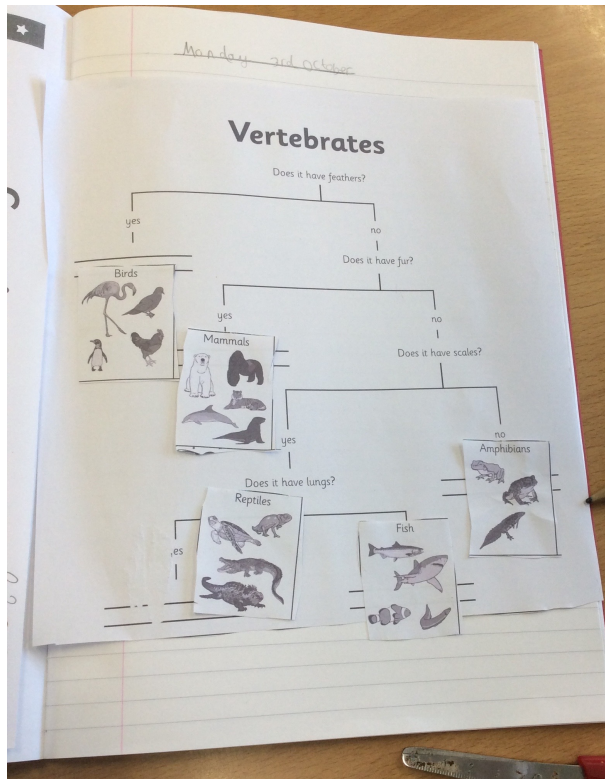 Monday 3rd October
Vertebrates
Does it have feathers?
yes
no
Does it have fur?
Birds
yes
no
Mammals
Does it have scales?
yes
no
Amphibians
Does it have lungs?
Reptiles
Fish
es